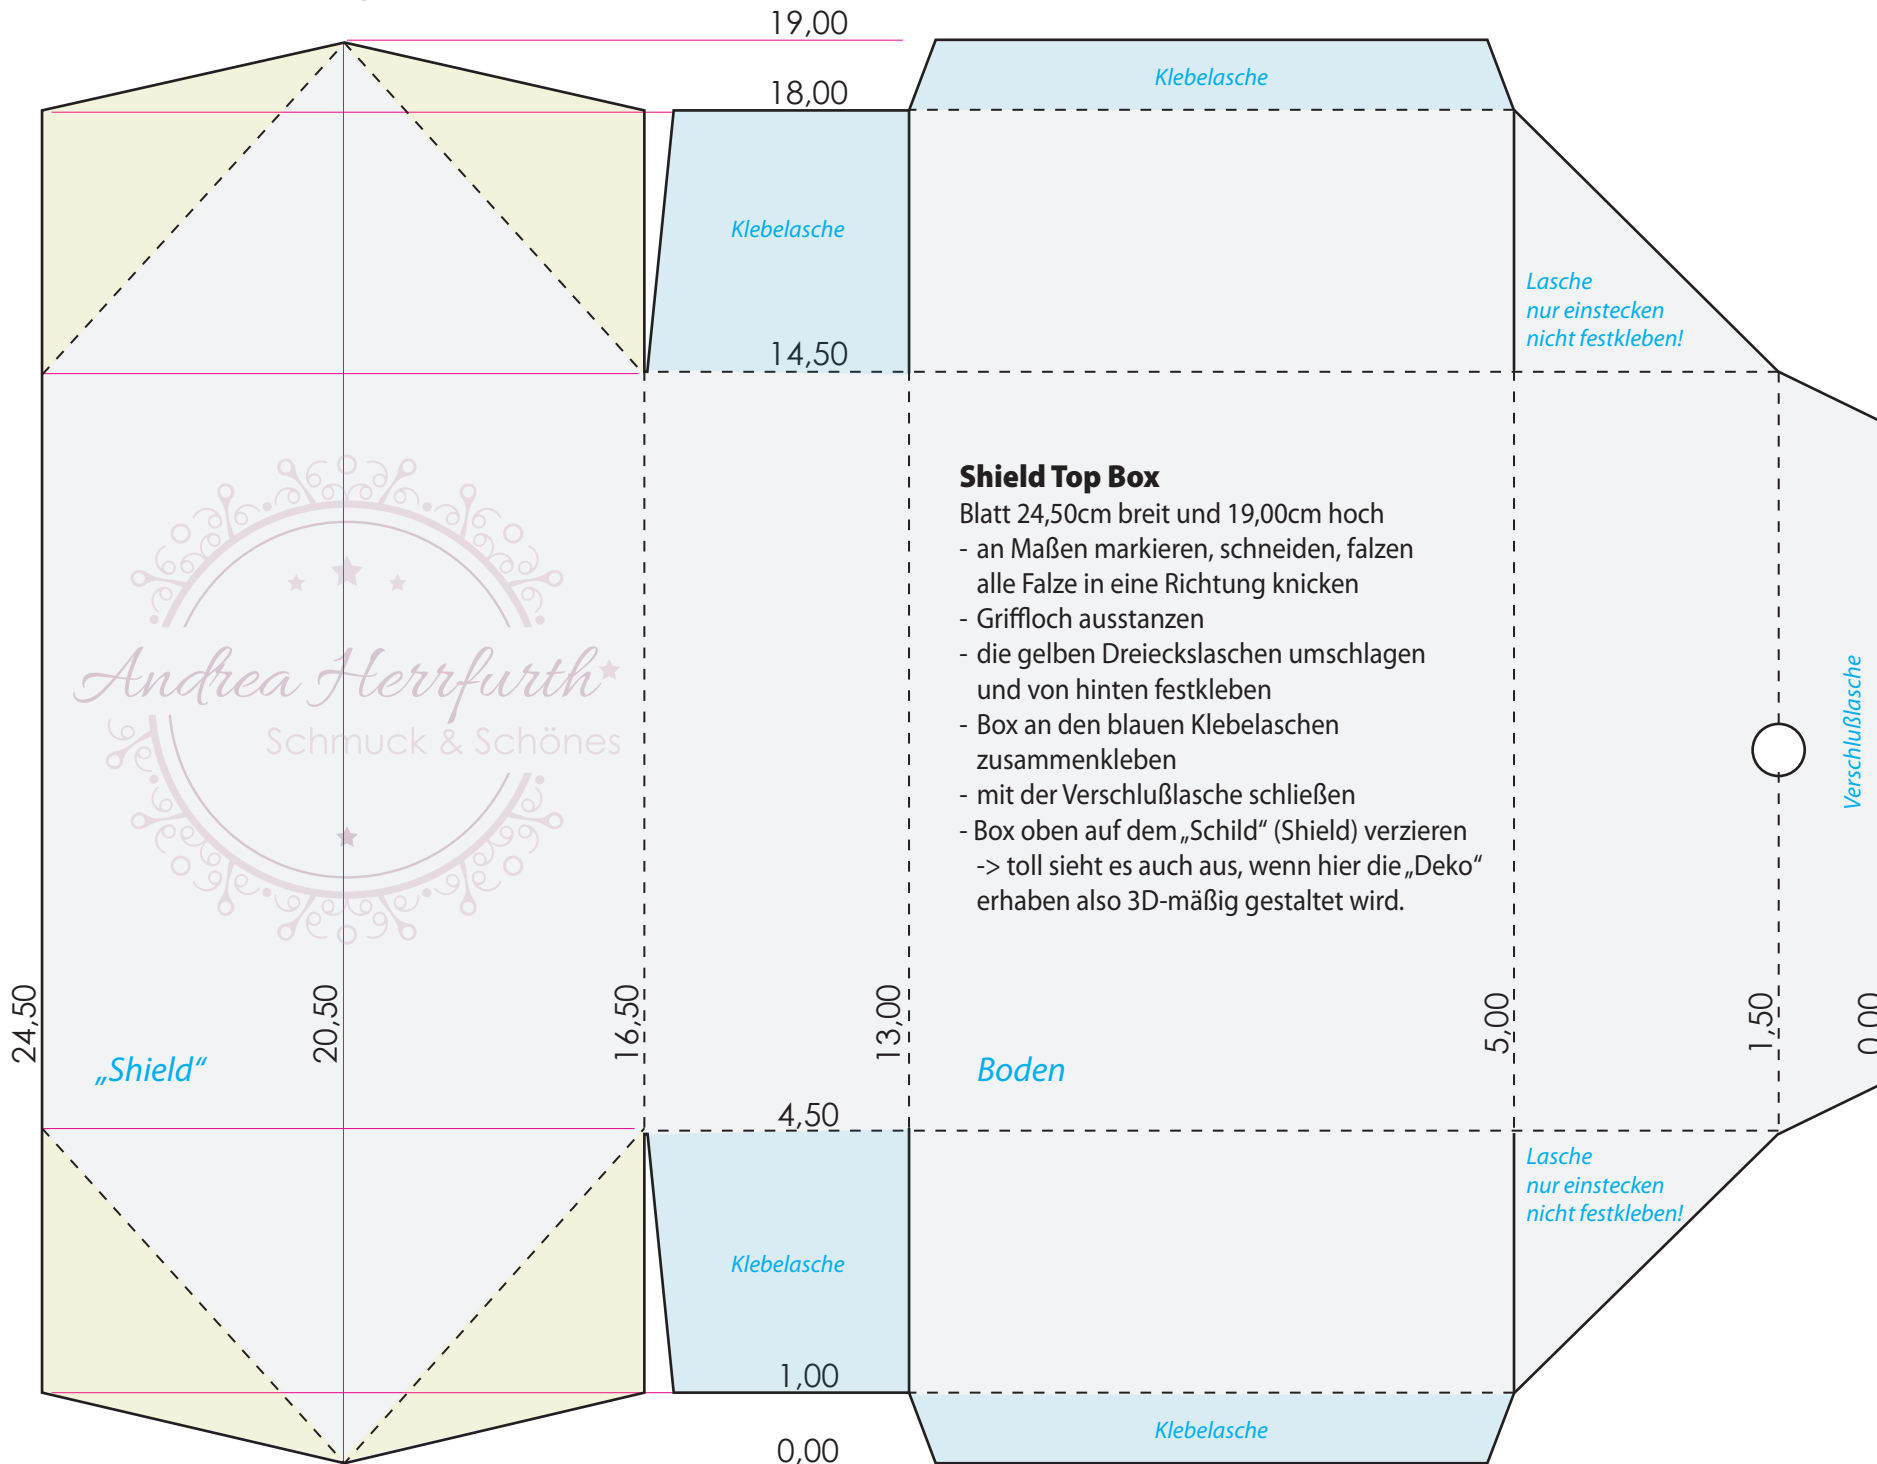 19,00
Klebelasche
18,00
Klebelasche
Lasche
nur einstecken
nicht festkleben!
14,50
Shield Top Box
Blatt 24,50cm breit und 19,00cm hoch
- an Maßen markieren, schneiden, falzen
alle Falze in eine Richtung knicken
- Griffloch ausstanzen
- die gelben Dreieckslaschen umschlagen
und von hinten festkleben
- Box an den blauen Klebelaschen
zusammenkleben
- mit der Verschlußlasche schließen
- Box oben auf dem „Schild“ (Shield) verzieren
-> toll sieht es auch aus, wenn hier die „Deko“
erhaben also 3D-mäßig gestaltet wird.
Andrea Herrfurth
Schmuck & Schönes
Verschlußlasche
24,50
20,50
16,50
13,00
5,00
1,50
0,00
„Shield“
Boden
4,50
Lasche
nur einstecken
nicht festkleben!
Klebelasche
1,00
Klebelasche
0,00